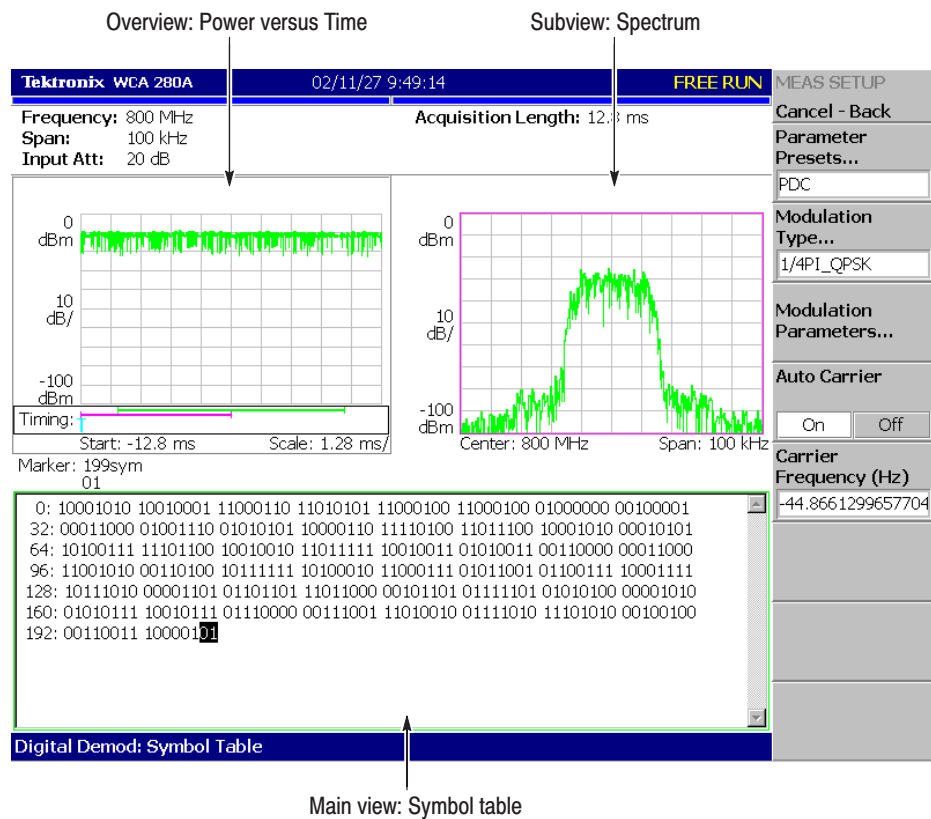 Overview: Power versus Time
Subview: Spectrum
Tektronix WCA 280A 02/11/27 9:49:14 FREE RUN
Frequency: 800 MHz
Acquisition Length: 12.8 ms
Span: 100 kHz
Input Att: 20 dB
0
dBm
10
dB/
-100
dBm
Timing:
Start: -12.8 ms
Scale: 1.28 ms/
0
dBm
10
dB/
-100
dBm
Center: 800 MHz
Span: 100 kHz
Marker: 199sym
01
0: 10001010 10010001 11000110 11010101 11000100 11000100 01000000 00100001
32: 00011000 01001110 01010101 10000110 11110100 11011100 10001010 00010101
64: 10100111 11101100 10010010 11011111 10010011 01010011 00110000 00011000
96: 11001010 00110100 10111111 10100010 11000111 01011001 01100111 10001111
128: 10111010 00001101 01101101 11011000 00101101 01111101 01010100 00001010
160: 01010111 10010111 01110000 00111001 11010010 01111010 11101010 00100100
192: 00110011 10000101
Digital Demod: Symbol Table
MEAS SETUP
Cancel - Back
Parameter
Presets...
PDC
Modulation
Type...
1/4PI_QPSK
Modulation
Parameters...
Auto Carrier
On Off
Carrier
Frequency (Hz)
-44.8661299657704
Main view: Symbol table